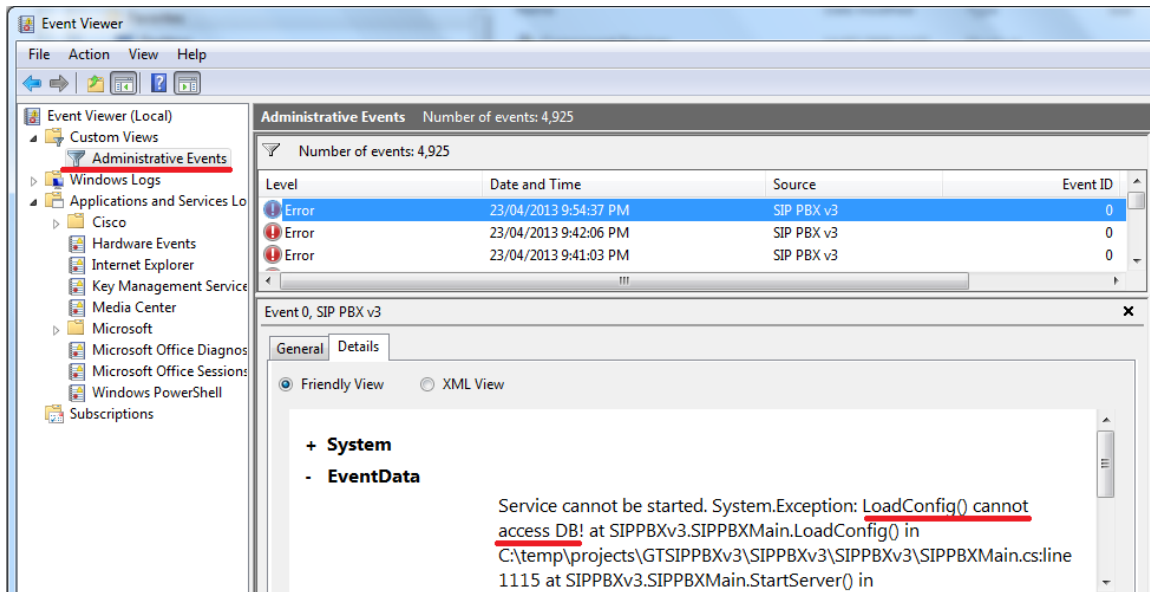 Event Viewer
File Action View Help
Event Viewer (Local)
Custom Views
Administrative Events
Windows Logs
Applications and Services Lo
Cisco
Hardware Events
Internet Explorer
Key Management Service
Media Center
Microsoft
Microsoft Office Diagnos
Microsoft Office Sessions
Windows PowerShell
Subscriptions
Administrative Events Number of events: 4,925
Number of events: 4,925
Level Date and Time Source Event ID
Error 23/04/2013 9:54:37 PM SIP PBX v3 0
Error 23/04/2013 9:42:06 PM SIP PBX v3 0
Error 23/04/2013 9:41:03 PM SIP PBX v3 0
Event 0, SIP PBX v3
General Details
Friendly View XML View
+ System
- EventData
Service cannot be started. System.Exception: LoadConfig() cannot
access DB! at SIPPBXv3.SIPPBXMain.LoadConfig() in
C:\temp\projects\GTSIPPBXv3\SIPPBXv3\SIPPBXv3\SIPPBXMain.cs:line
1115 at SIPPBXv3.SIPPBXMain.StartServer() in